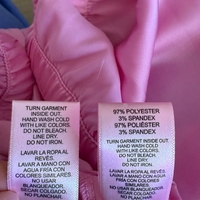 TURN GARMENT
INSIDE OUT.
HAND WASH COLD
WITH LIKE COLORS.
DO NOT BLEACH.
LINE DRY.
DO NOT IRON.
LAVAR LA ROPA AL
REVÉS.
LAVAR A MANO CON
AGUA FRÍA CON
COLORES SIMILARES.
NO USAR
BLANQUEADOR.
SECAR COLGADO.
NO PLANCHAR.
97% POLYESTER
3% SPANDEX
97% POLIÉSTER
3% SPANDEX
TURN GARMENT
INSIDE OUT.
HAND WASH COLD
WITH LIKE COLORS.
DO NOT BLEACH.
LINE DRY.
DO NOT IRON.
LAVAR LA ROPA AL
REVÉS.
LAVAR A MANO CON
AGUA FRÍA CON
COLORES SIMILARES.
NO USAR BLANQUEADOR.
SECAR COLGADO.
NO PLANCHAR.